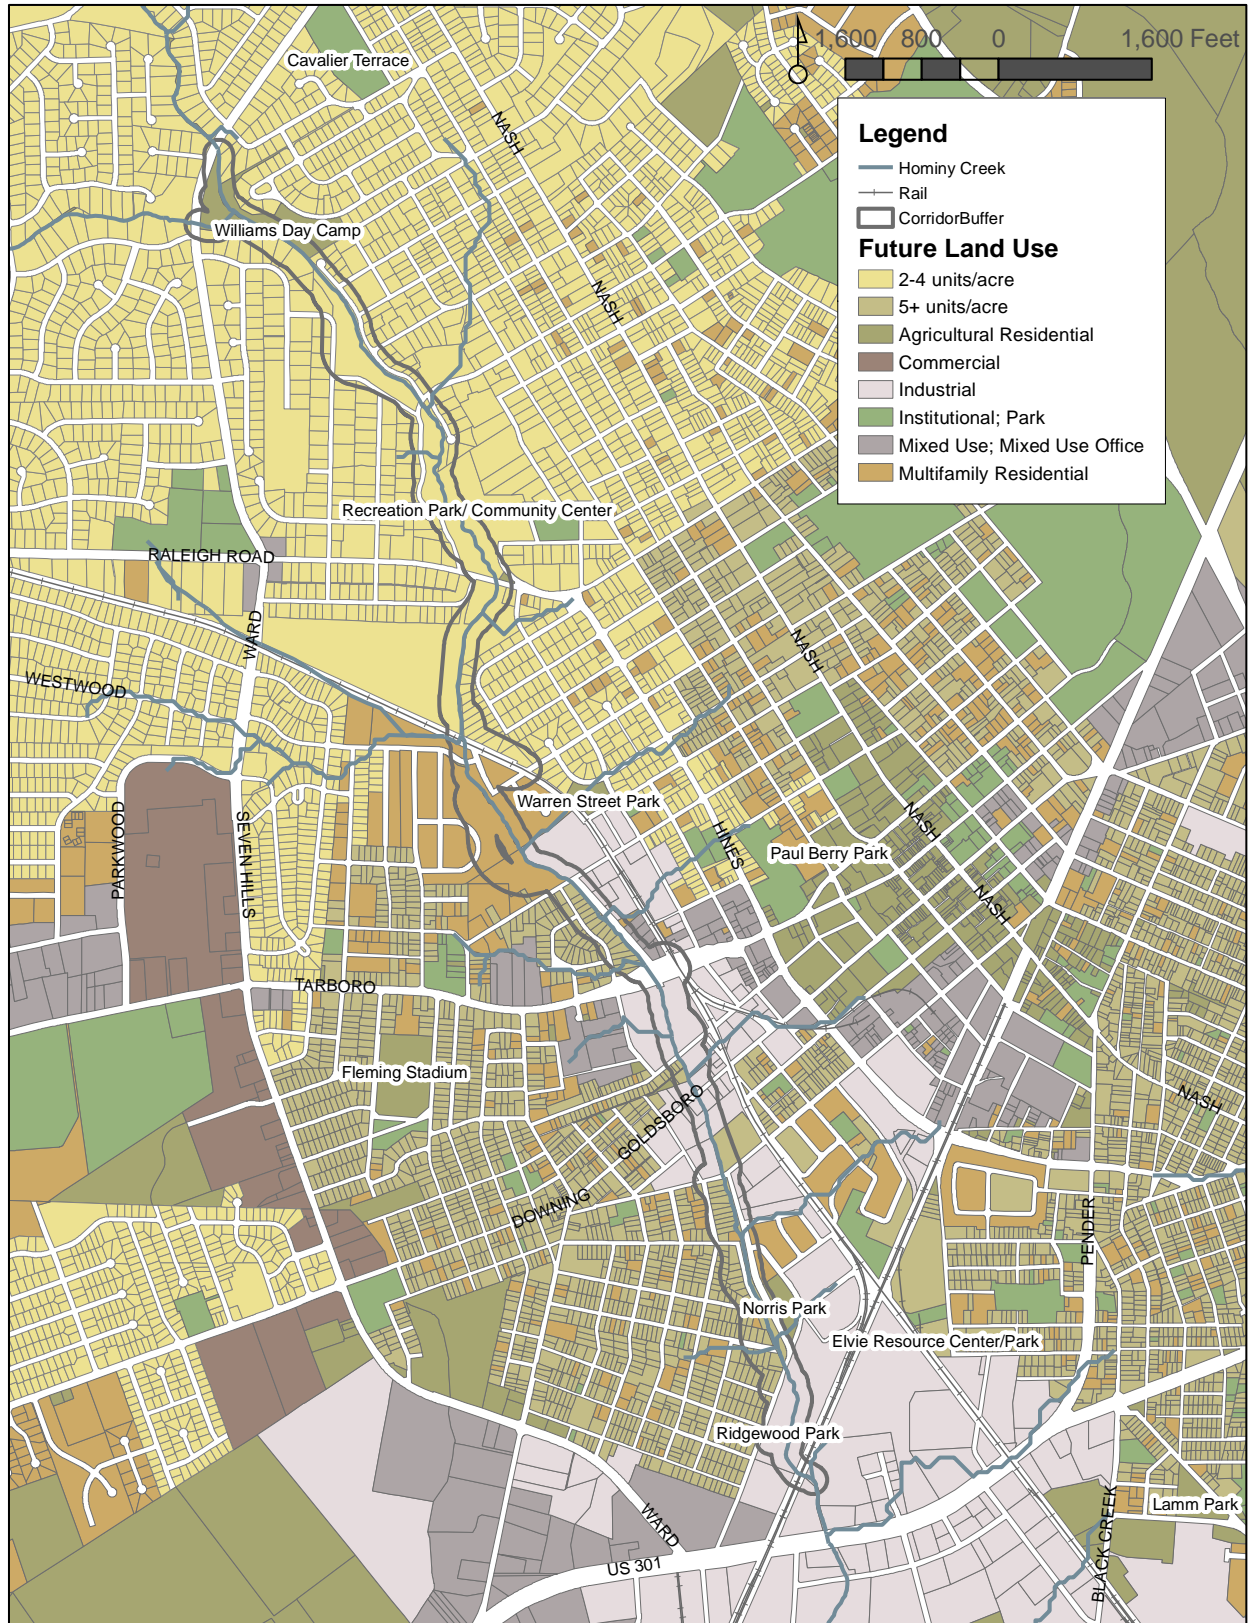 Cavalier Terrace
1,600 800 0 1,600 Feet
NASH
Legend
Hominy Creek
Rail
CorridorBuffer
Future Land Use
2-4 units/acre
5+ units/acre
Agricultural Residential
Commercial
Industrial
Institutional; Park
Mixed Use; Mixed Use Office
Multifamily Residential
Williams Day Camp
NASH
Recreation Park/ Community Center
RALEIGH ROAD
WARD
NASH
WESTWOOD
Warren Street Park
PARKWOOD
SEVEN HILLS
HINES
NASH
Paul Berry Park
NASH
TARBORO
Fleming Stadium
GOLDSBORO
NASH
DOWNING
PENDER
Norris Park
Elvie Resource Center/Park
Ridgewood Park
Lamm Park
WARD
BLACK CREEK
US 301